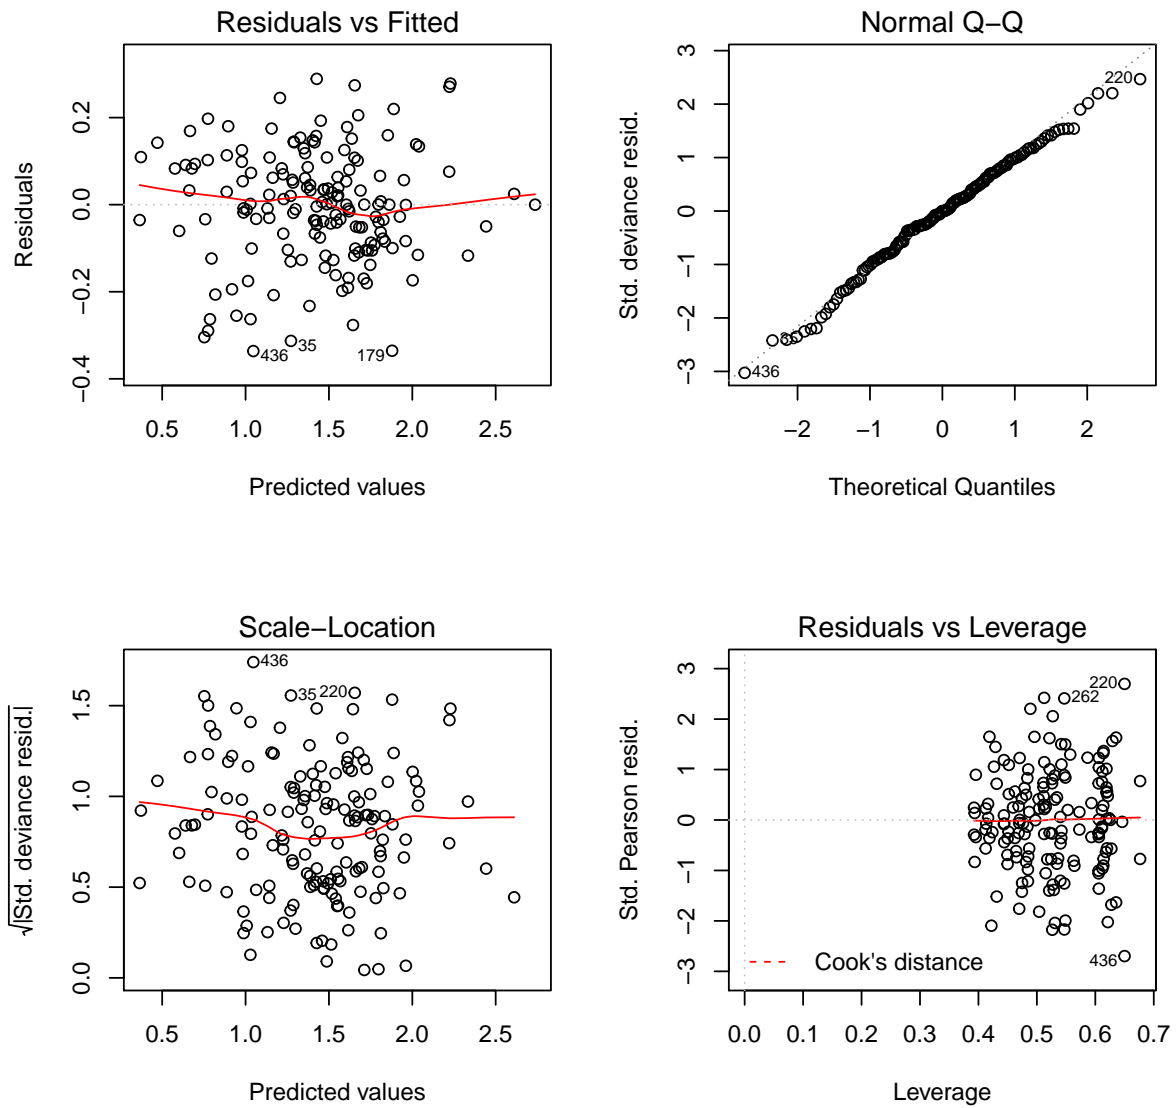 Residuals vs Fitted
Residuals
0.2
0.0
−0.2
−0.4
436
35
179
0.5 1.0 1.5 2.0 2.5
Predicted values
Normal Q−Q
Std. deviance resid.
3
2
1
0
−1
−2
−3
220
436
−2 −1 0 1 2
Theoretical Quantiles
Scale−Location
√|Std. deviance resid.|
1.5
1.0
0.5
0.0
436
35
220
0.5 1.0 1.5 2.0 2.5
Predicted values
Residuals vs Leverage
Std. Pearson resid.
3
2
1
0
−1
−2
−3
220
262
436
Cook's distance
0.0 0.1 0.2 0.3 0.4 0.5 0.6 0.7
Leverage